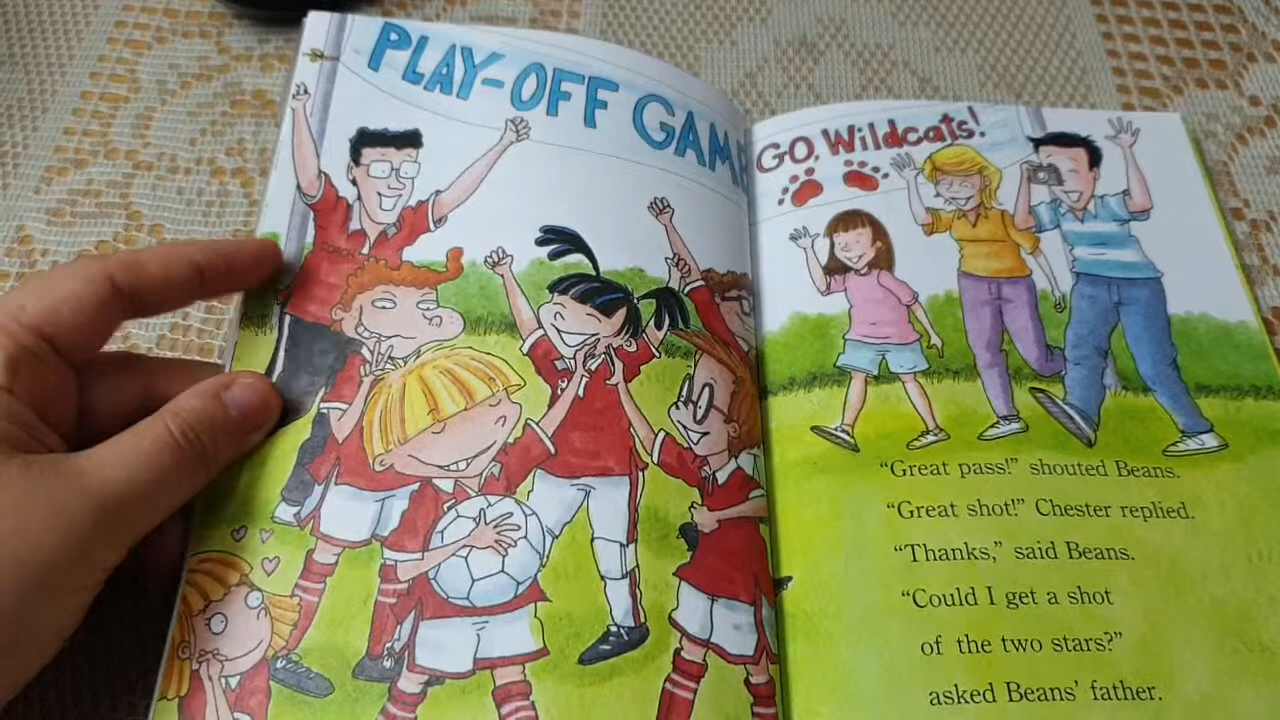 PLAY-OFF GAME
GO, Wildcats!
COACH
"Great pass!" shouted Beans.
"Great shot!" Chester replied.
"Thanks," said Beans.
"Could I get a shot
of the two stars?"
asked Beans' father.